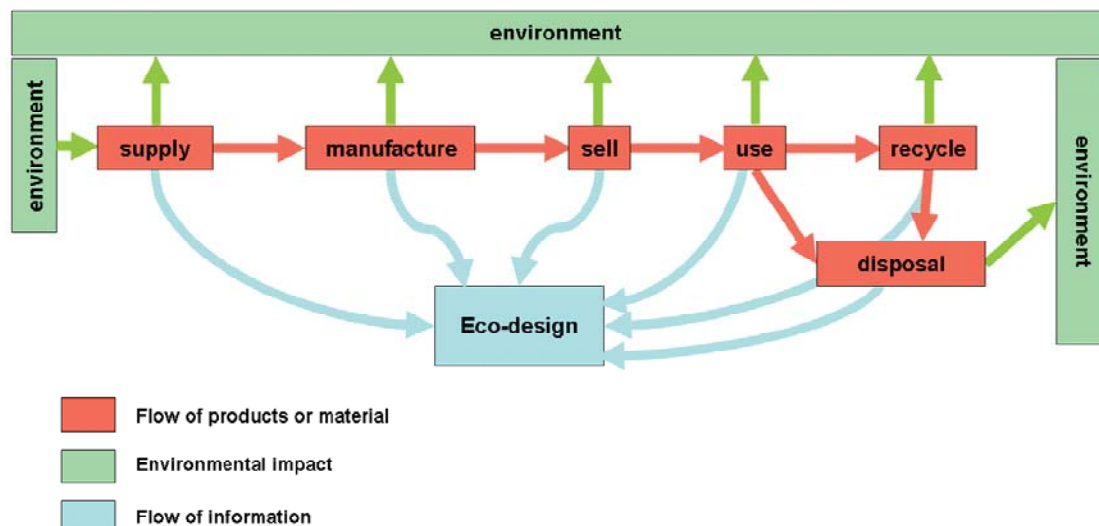 environment
environment
supply
manufacture
sell
use
recycle
environment
disposal
Eco-design
Flow of products or material
Environmental impact
Flow of information